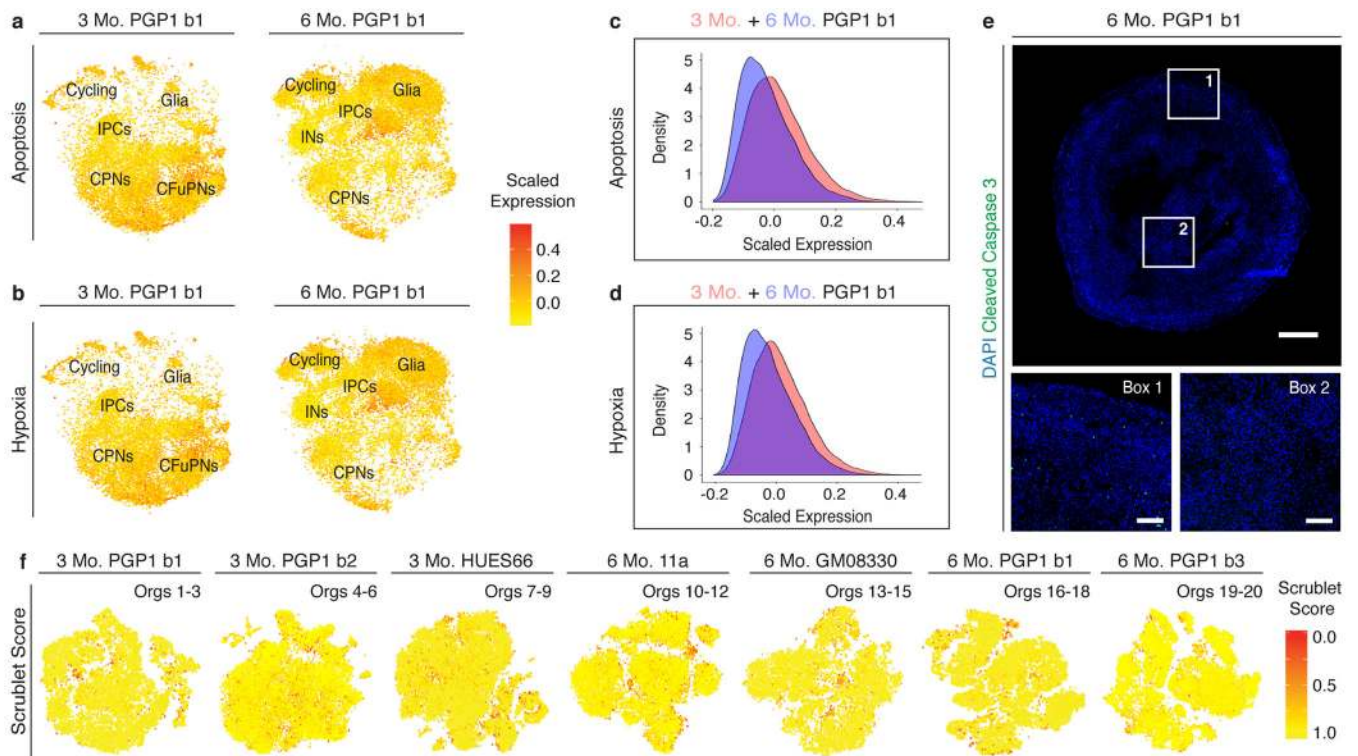 a
3 Mo. PGP1 b1
6 Mo. PGP1 b1
Apoptosis
Cycling
Glia
IPCs
CPNs
CFuPNs
Cycling
Glia
IPCs
INs
CPNs
Scaled
Expression
0.4
0.2
0.0
b
3 Mo. PGP1 b1
6 Mo. PGP1 b1
Hypoxia
Cycling
Glia
IPCs
CPNs
CFuPNs
Cycling
Glia
IPCs
INs
CPNs
c
3 Mo. + 6 Mo. PGP1 b1
Apoptosis
Density
5
4
3
2
1
0
-0.2
0.0
0.2
0.4
Scaled Expression
d
3 Mo. + 6 Mo. PGP1 b1
Hypoxia
Density
5
4
3
2
1
0
-0.2
0.0
0.2
0.4
Scaled Expression
e
6 Mo. PGP1 b1
DAPI Cleaved Caspase 3
1
2
Box 1
Box 2
f
3 Mo. PGP1 b1
3 Mo. PGP1 b2
3 Mo. HUES66
6 Mo. 11a
6 Mo. GM08330
6 Mo. PGP1 b1
6 Mo. PGP1 b3
Orgs 1-3
Orgs 4-6
Orgs 7-9
Orgs 10-12
Orgs 13-15
Orgs 16-18
Orgs 19-20
Scrublet Score
Scrublet
Score
0.0
0.5
1.0